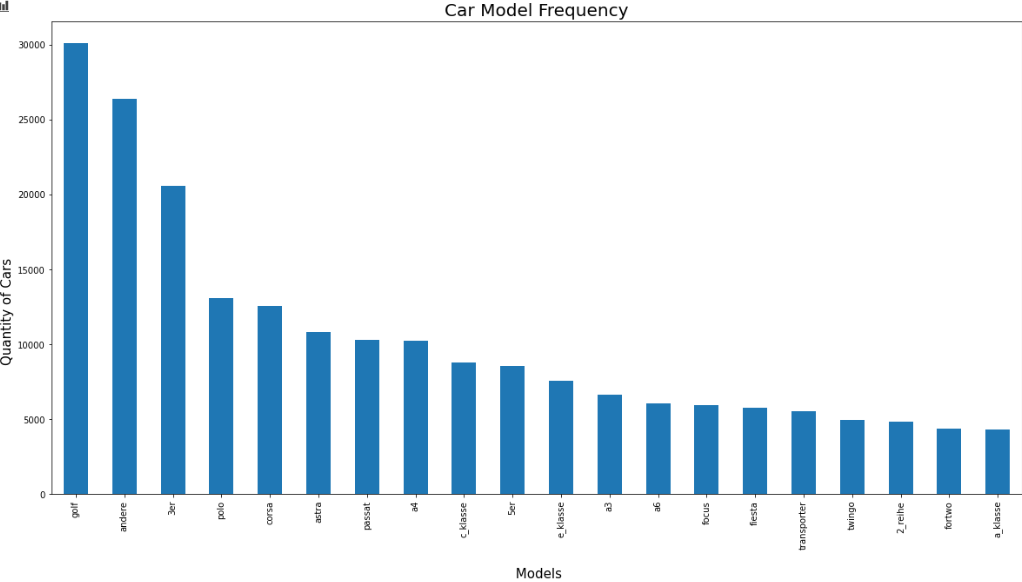 Car Model Frequency
Quantity of Cars
30000
25000
20000
15000
10000
5000
0
golf
andere
3er
polo
corsa
astra
passat
a4
c_klasse
5er
e_klasse
a3
a6
focus
fiesta
transporter
twingo
2_reihe
fortwo
a_klasse
Models